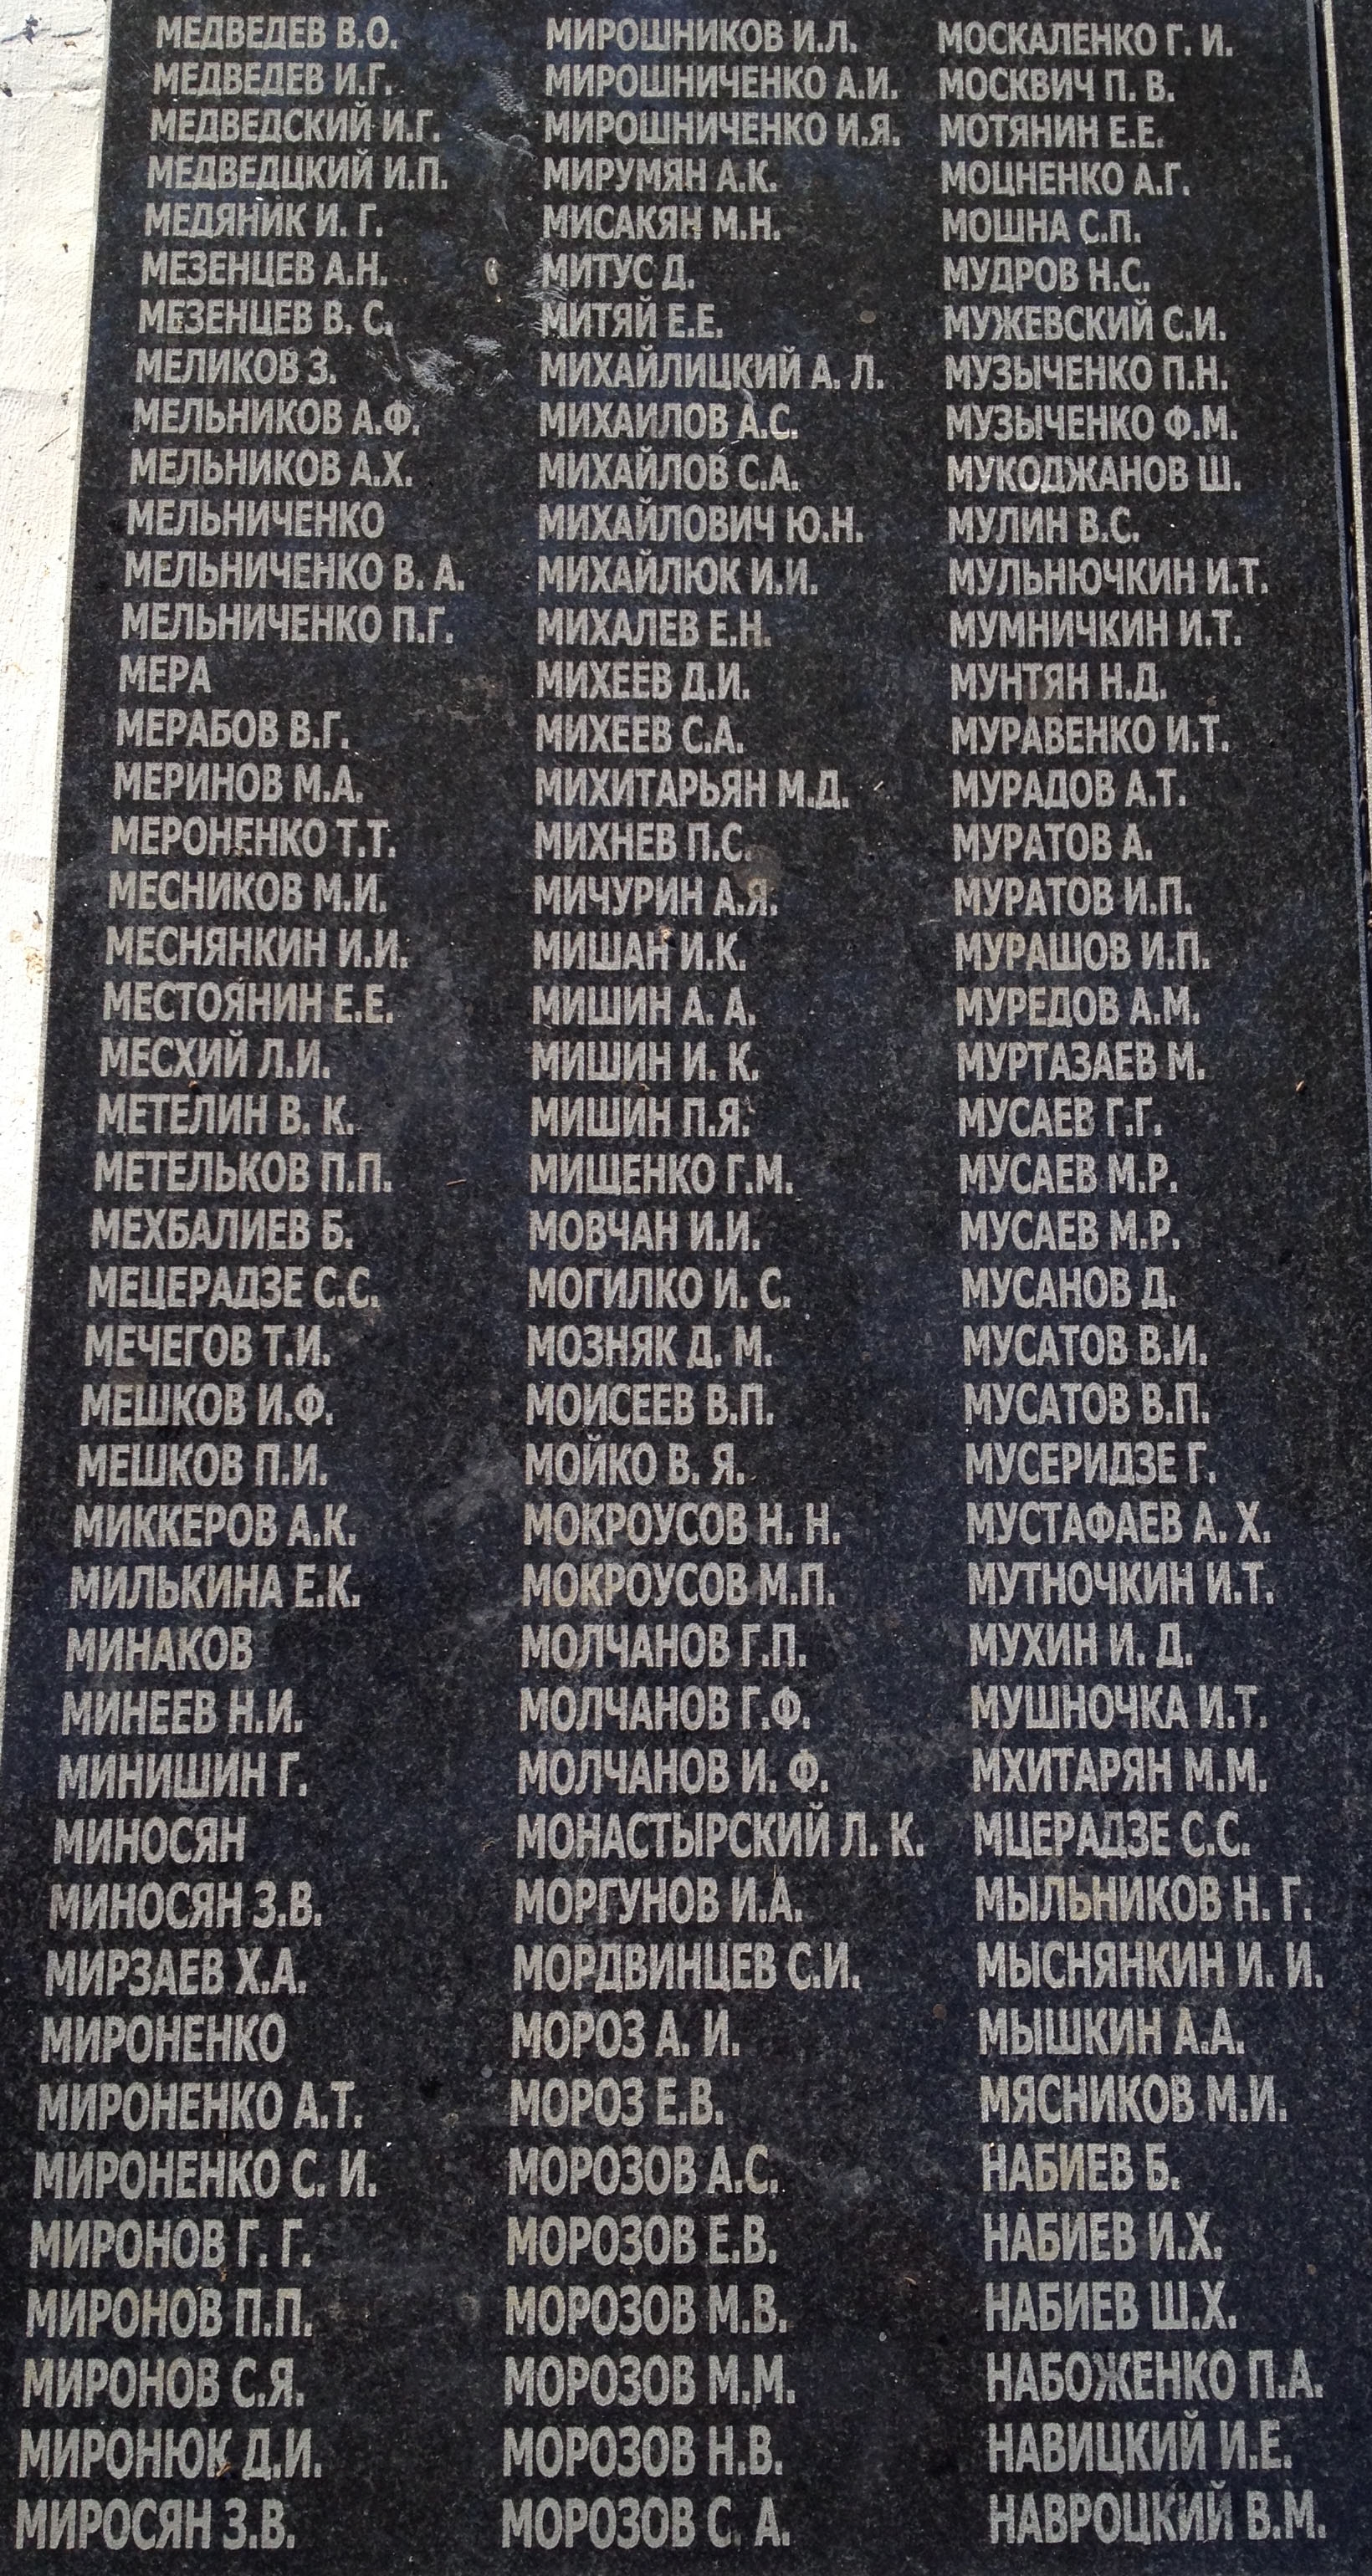 МЕДВЕДЕВ В.О.
МЕДВЕДЕВ И.Г.
МЕДВЕДСКИЙ И.Г.
МЕДВЕДЦКИЙ И.П.
МЕДЯНИК И. Г.
МЕЗЕНЦЕВ А.Н.
МЕЗЕНЦЕВ В. С.
МЕЛИКОВ З.
МЕЛЬНИКОВ А.Ф.
МЕЛЬНИКОВ А.Х.
МЕЛЬНИЧЕНКО
МЕЛЬНИЧЕНКО В. А.
МЕЛЬНИЧЕНКО П.Г.
МЕРА
МЕРАБОВ В.Г.
МЕРИНОВ М.А.
МЕРОНЕНКО Т.Т.
МЕСНИКОВ М.И.
МЕСНЯНКИН И.И.
МЕСТОЯНИН Е.Е.
МЕСХИЙ Л.И.
МЕТЕЛИН В. К.
МЕТЕЛЬКОВ П.П.
МЕХБАЛИЕВ Б.
МЕЦЕРАДЗЕ С.С.
МЕЧЕГОВ Т.И.
МЕШКОВ И.Ф.
МЕШКОВ П.И.
МИККЕРОВ А.К.
МИЛЬКИНА Е.К.
МИНАКОВ
МИНЕЕВ Н.И.
МИНИШИН Г.
МИНОСЯН
МИНОСЯН З.В.
МИРЗАЕВ Х.А.
МИРОНЕНКО
МИРОНЕНКО А.Т.
МИРОНЕНКО С. И.
МИРОНОВ Г. Г.
МИРОНОВ П.П.
МИРОНОВ С.Я.
МИРОНЮК Д.И.
МИРОСЯН З.В.
МИРОШНИКОВ И.Л.
МИРОШНИЧЕНКО А.И.
МИРОШНИЧЕНКО И.Я.
МИРУМЯН А.К.
МИСАКЯН М.Н.
МИТУС Д.
МИТЯЙ Е.Е.
МИХАЙЛИЦКИЙ А. Л.
МИХАИЛОВ А.С.
МИХАЙЛОВ С.А.
МИХАЙЛОВИЧ Ю.Н.
МИХАЙЛЮК И.И.
МИХАЛЕВ Е.Н.
МИХЕЕВ Д.И.
МИХЕЕВ С.А.
МИХИТАРЬЯН М.Д.
МИХНЕВ П.С.
МИЧУРИН А.Я.
МИШАН И.К.
МИШИН А. А.
МИШИН И. К.
МИШИН П.Я.
МИЩЕНКО Г.М.
МОВЧАН И.И.
МОГИЛКО И. С.
МОЗНЯК Д. М.
МОИСЕЕВ В.П.
МОЙКО В. Я.
МОКРОУСОВ Н. Н.
МОКРОУСОВ М.П.
МОЛЧАНОВ Г.П.
МОЛЧАНОВ Г.Ф.
МОЛЧАНОВ И. Ф.
МОНАСТЫРСКИЙ Л. К.
МОРГУНОВ И.А.
МОРДВИНЦЕВ С.И.
МОРОЗ А. И.
МОРОЗ Е.В.
МОРОЗОВ А.С.
МОРОЗОВ Е.В.
МОРОЗОВ М.В.
МОРОЗОВ М.М.
МОРОЗОВ Н.В.
МОРОЗОВ С. А.
МОСКАЛЕНКО Г. И.
МОСКВИЧ П. В.
МОТЯНИН Е.Е.
МОЦНЕНКО А.Г.
МОШНА С.П.
МУДРОВ Н.С.
МУЖЕВСКИЙ С.И.
МУЗЫЧЕНКО П.Н.
МУЗЫЧЕНКО Ф.М.
МУКОДЖАНОВ Ш.
МУЛИН В.С.
МУЛЬНЮЧКИН И.Т.
МУМНИЧКИН И.Т.
МУНТЯН Н.Д.
МУРАВЕНКО И.Т.
МУРАДОВ А.Т.
МУРАТОВ А.
МУРАТОВ И.П.
МУРАШОВ И.П.
МУРЕДОВ А.М.
МУРТАЗАЕВ М.
МУСАЕВ Г.Г.
МУСАЕВ М.Р.
МУСАЕВ М.Р.
МУСАНОВ Д.
МУСАТОВ В.И.
МУСАТОВ В.П.
МУСЕРИДЗЕ Г.
МУСТАФАЕВ А. Х.
МУТНОЧКИН И.Т.
МУХИН И. Д.
МУШНОЧКА И.Т.
МХИТАРЯН М.М.
МЦЕРАДЗЕ С.С.
МЫЛЬНИКОВ Н. Г.
МЫСНЯНКИН И. И.
МЫШКИН А.А.
МЯСНИКОВ М.И.
НАБИЕВ Б.
НАБИЕВ И.Х.
НАБИЕВ Ш.Х.
НАБОЖЕНКО П.А.
НАВИЦКИЙ И.Е.
НАВРОЦКИЙ В.М.